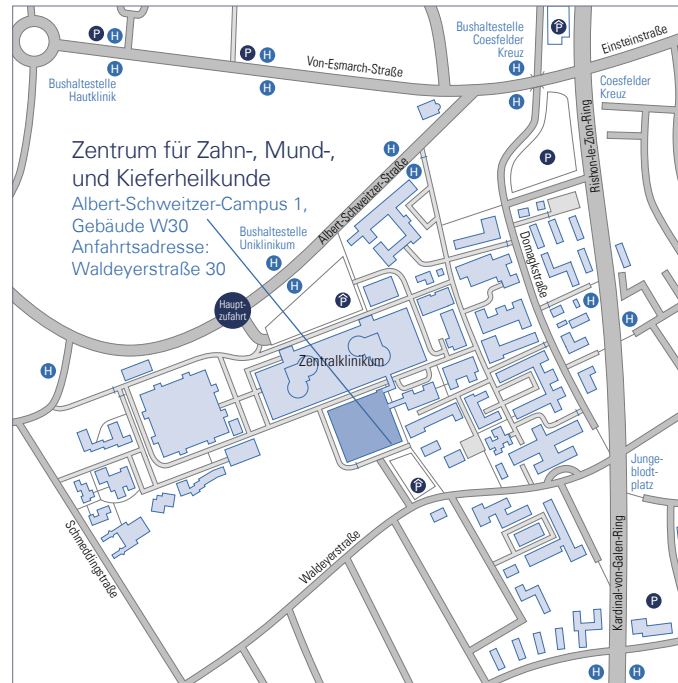 P
H
P
H
H
H
H
Bushaltestelle
Hautklinik
Von-Esmarch-Straße
Bushaltestelle
Coesfelder
Kreuz
P
H
H
Einsteinstraße
Coesfelder
Kreuz
Rishon-le-Zion-Ring
P
Zentrum für Zahn-, Mund-,
und Kieferheilkunde
Albert-Schweitzer-Campus 1,
Gebäude W30
Anfahrtsadresse:
Waldeyerstraße 30
H
H
Albert-Schweitzer-Straße
Bushaltestelle
Uniklinikum
H
H
Domagkstraße
Haupt-
zufahrt
P
H
H
H
Zentralklinikum
Junge-
blodt-
platz
P
Schmeddingstraße
Waldeyerstraße
Kardinal-von-Galen-Ring
P
H
H